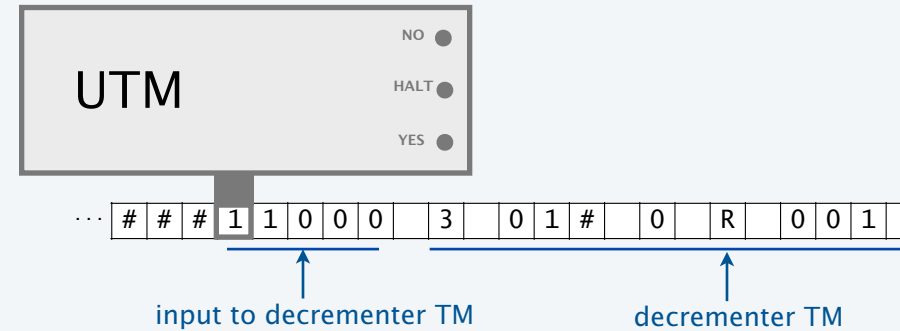 NO
UTM
HALT
YES
... # # # 1 1 0 0 0 3 0 1 # 0 R 0 0 1
input to decrementer TM
decrementer TM